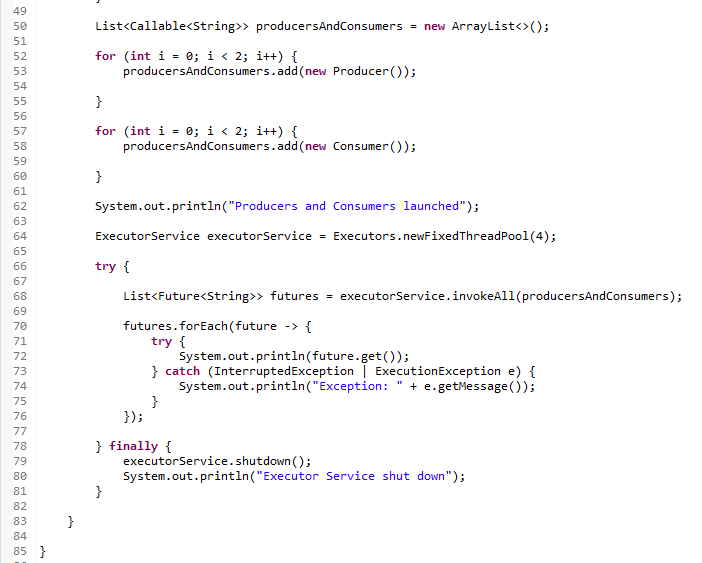 49 }
50 List<Callable<String>> producersAndConsumers = new ArrayList<>();
51
52 for (int i = 0; i < 2; i++) {
53 producersAndConsumers.add(new Producer());
54
55 }
56
57 for (int i = 0; i < 2; i++) {
58 producersAndConsumers.add(new Consumer());
59
60 }
61
62 System.out.println("Producers and Consumers launched");
63
64 ExecutorService executorService = Executors.newFixedThreadPool(4);
65
66 try {
67
68 List<Future<String>> futures = executorService.invokeAll(producersAndConsumers);
69
70 futures.forEach(future -> {
71 try {
72 System.out.println(future.get());
73 } catch (InterruptedException | ExecutionException e) {
74 System.out.println("Exception: " + e.getMessage());
75 }
76 });
77
78 } finally {
79 executorService.shutdown();
80 System.out.println("Executor Service shut down");
81 }
82
83 }
84
85 }